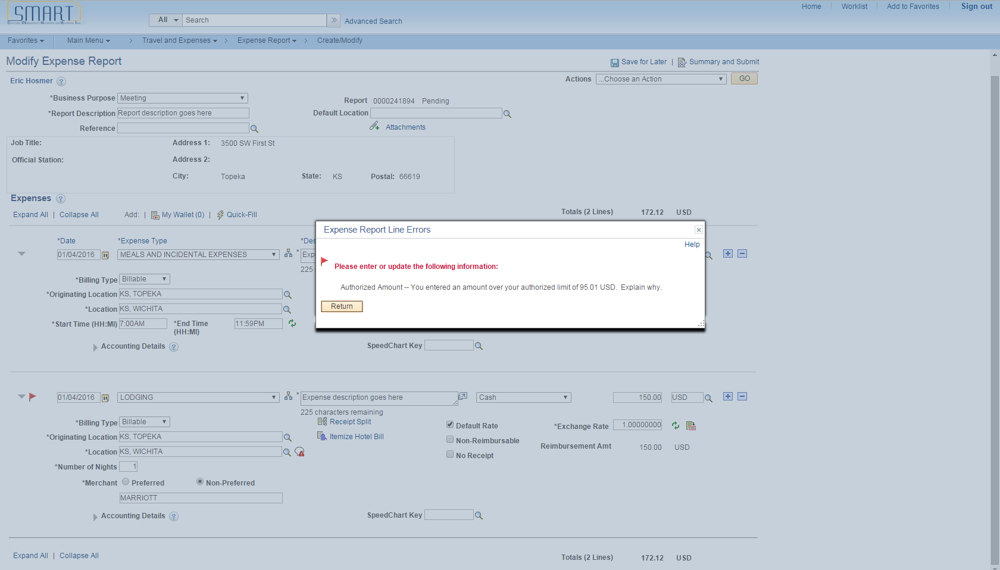 SMART
All
Search
Advanced Search
Home
Worklist
Add to Favorites
Sign out
Favorites
Main Menu
Travel and Expenses
Expense Report
Create/Modify
Modify Expense Report
Save for Later | Summary and Submit
Eric Hosmer
Actions ...Choose an Action GO
*Business Purpose Meeting
Report 0000241894 Pending
*Report Description Report description goes here
Default Location
Reference
Attachments
Job Title:
Address 1: 3500 SW First St
Official Station:
Address 2:
City: Topeka State: KS Postal: 66619
Expenses
Expand All | Collapse All Add: | My Wallet (0) | Quick-Fill
Totals (2 Lines) 172.12 USD
*Date *Expense Type *Des
01/04/2016 31 MEALS AND INCIDENTAL EXPENSES * Exp
225
*Billing Type Billable
*Originating Location KS, TOPEKA
*Location KS, WICHITA
*Start Time (HH:MI) 7:00AM *End Time (HH:MI) 11:59PM
Accounting Details
SpeedChart Key
Expense Report Line Errors
Help
Please enter or update the following information:
Authorized Amount -- You entered an amount over your authorized limit of 95.01 USD. Explain why.
Return
01/04/2016 31 LODGING * Expense description goes here Cash 150.00 USD
225 characters remaining
*Billing Type Billable Receipt Split Default Rate *Exchange Rate 1.00000000
*Originating Location KS, TOPEKA Itemize Hotel Bill Non-Reimbursable
Reimbursement Amt 150.00 USD
*Location KS, WICHITA No Receipt
*Number of Nights 1
*Merchant Preferred Non-Preferred
MARRIOTT
Accounting Details
SpeedChart Key
Expand All | Collapse All
Totals (2 Lines) 172.12 USD